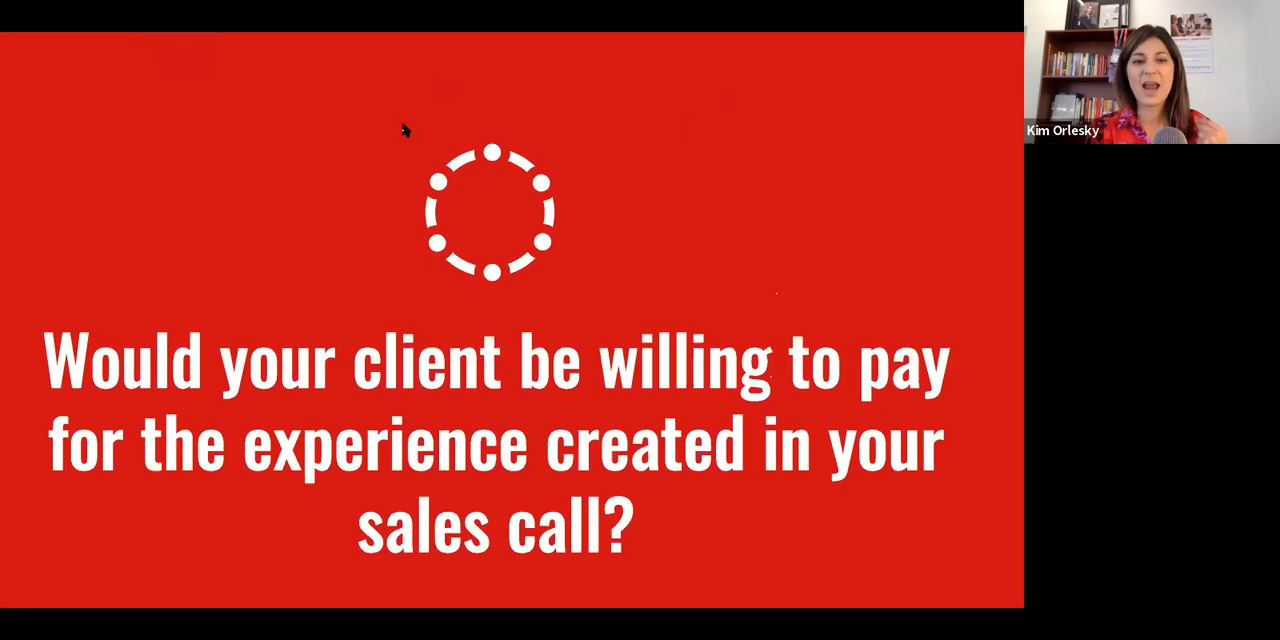 Kim Orlesky
Would your client be willing to pay
for the experience created in your
sales call?